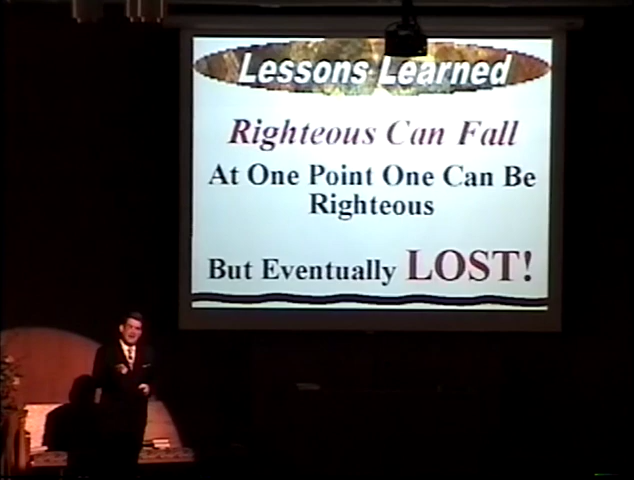 Lessons Learned
Righteous Can Fall
At One Point One Can Be
Righteous
But Eventually LOST!